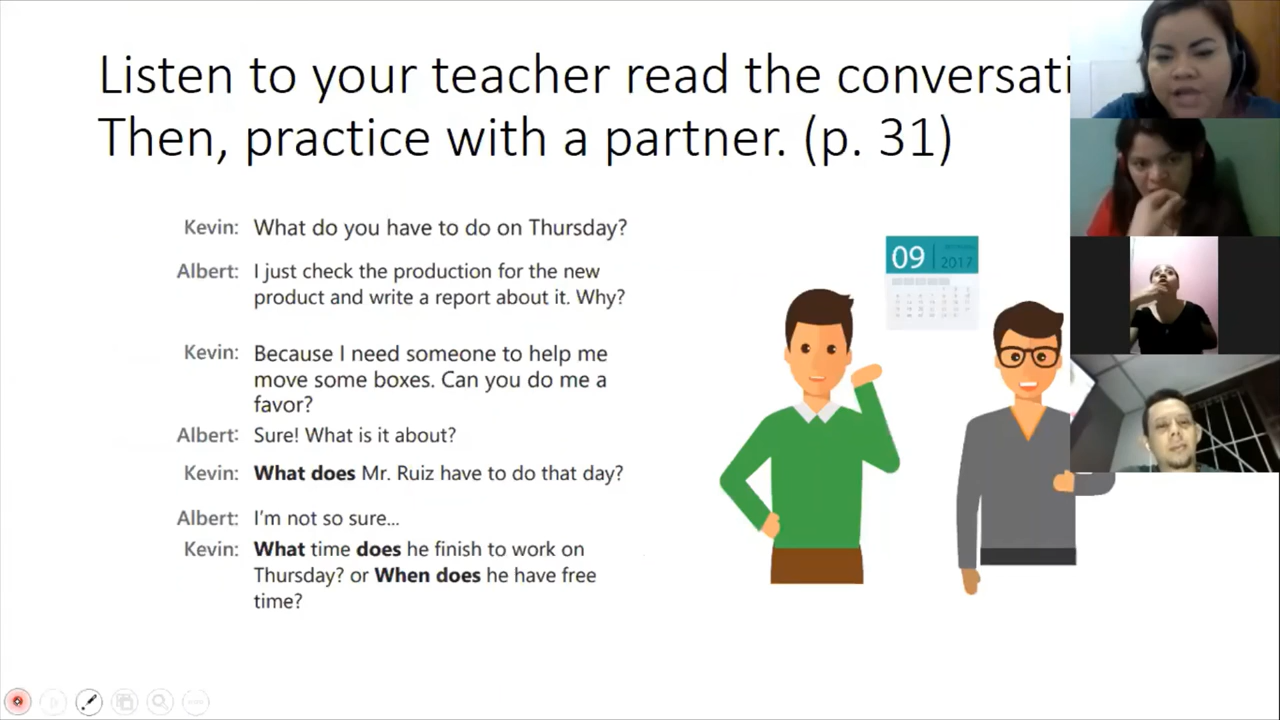 Listen to your teacher read the conversati
Then, practice with a partner. (p. 31)
Kevin: What do you have to do on Thursday?
Albert: I just check the production for the new
product and write a report about it. Why?
Kevin: Because I need someone to help me
move some boxes. Can you do me a
favor?
Albert: Sure! What is it about?
Kevin: What does Mr. Ruiz have to do that day?
Albert: I'm not so sure...
Kevin: What time does he finish to work on
Thursday? or When does he have free
time?
09
2017